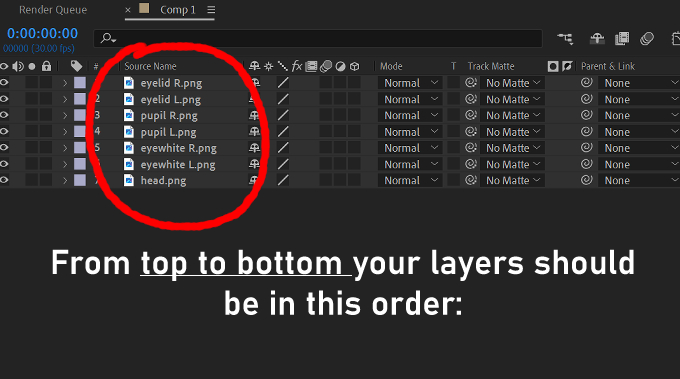 Render Queue × Comp 1
0:00:00:00
00000 (30.00 fps)
# Source Name fx Mode T Track Matte Parent & Link
eyelid R.png Normal No Matte None
2 eyelid L.png Normal No Matte None
3 pupil R.png Normal No Matte None
4 pupil L.png Normal No Matte None
5 eyewhite R.png Normal No Matte None
eyewhite L.png Normal No Matte None
7 head.png Normal No Matte None
From top to bottom your layers should
be in this order: